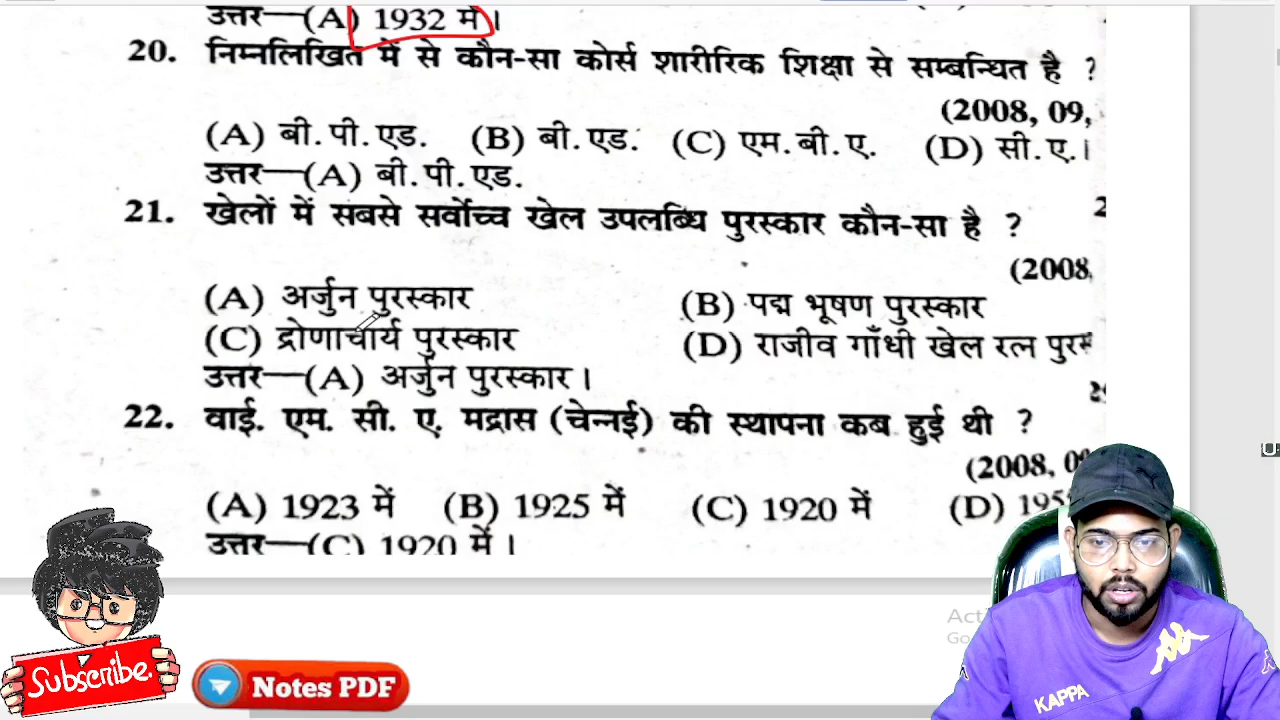 उत्तर—(A) 1932 में।
20. निम्नलिखित में से कौन-सा कोर्स शारीरिक शिक्षा से सम्बन्धित है ?
(2008, 09,
(A) बी.पी.एड. (B) बी.एड. (C) एम.बी.ए. (D) सी.ए.।
उत्तर—(A) बी.पी.एड.
21. खेलों में सबसे सर्वोच्च खेल उपलब्धि पुरस्कार कौन-सा है ?
(2008,
(A) अर्जुन पुरस्कार (B) पद्म भूषण पुरस्कार
(C) द्रोणाचार्य पुरस्कार (D) राजीव गाँधी खेल रत्न
उत्तर—(A) अर्जुन पुरस्कार।
22. वाई. एम. सी. ए. मद्रास (चेन्नई) की स्थापना कब हुई थी ?
(2008,
(A) 1923 में (B) 1925 में (C) 1920 में (D)
उत्तर—(C) 1920 में।
Subscribe.
Notes PDF
KAPPA